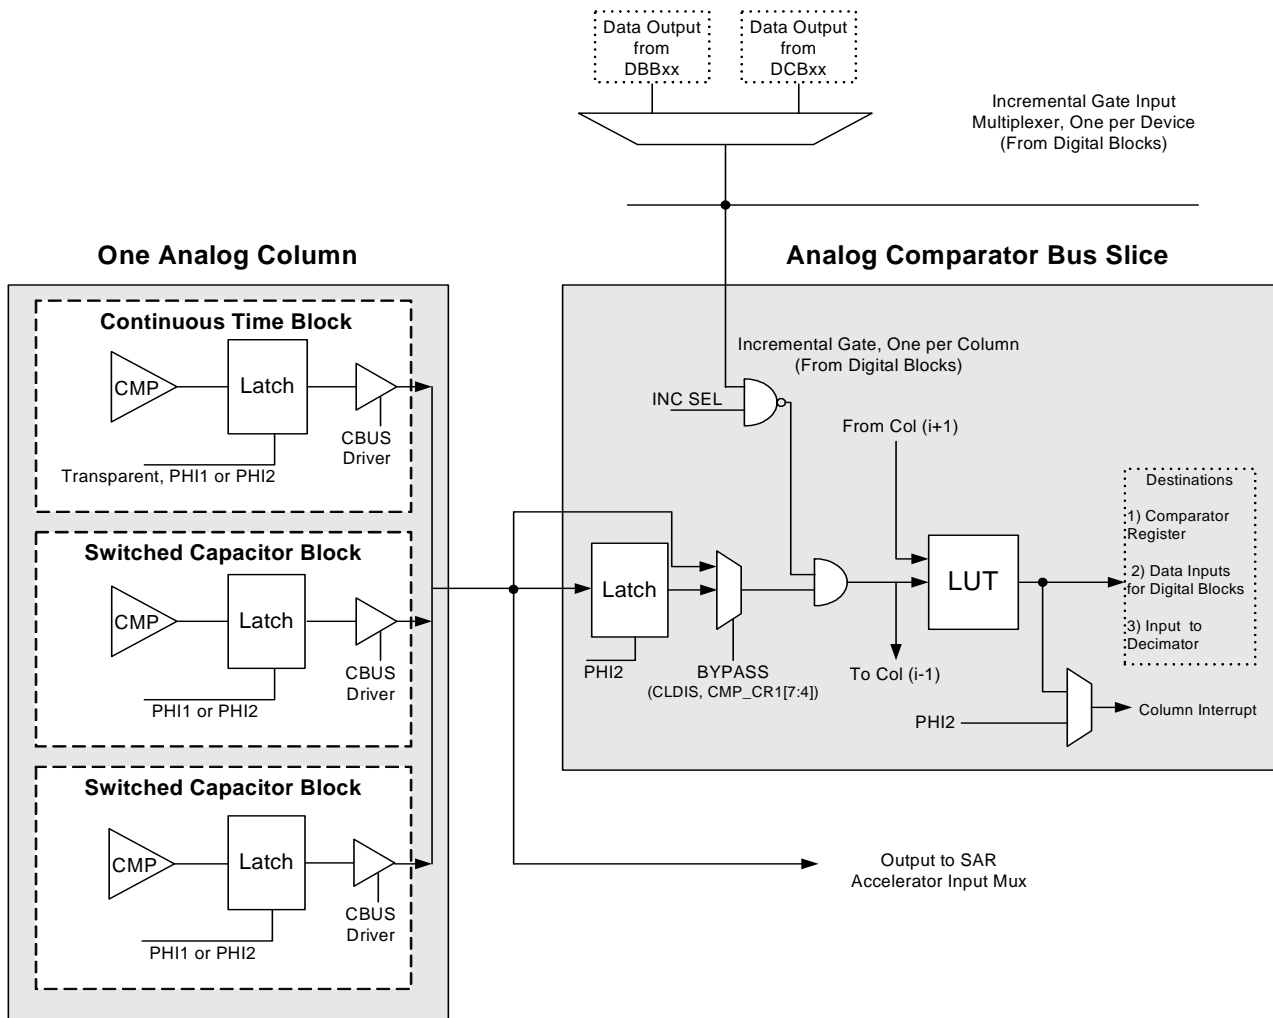 Data Output
from
DBBxx
Data Output
from
DCBxx
Incremental Gate Input
Multiplexer, One per Device
(From Digital Blocks)
One Analog Column
Analog Comparator Bus Slice
Continuous Time Block
CMP
Latch
CBUS
Driver
Transparent, PHI1 or PHI2
Switched Capacitor Block
CMP
Latch
CBUS
Driver
PHI1 or PHI2
Switched Capacitor Block
CMP
Latch
CBUS
Driver
PHI1 or PHI2
Incremental Gate, One per Column
(From Digital Blocks)
INC SEL
From Col (i+1)
Latch
PHI2
BYPASS
(CLDIS, CMP_CR1[7:4])
To Col (i-1)
LUT
Destinations
1) Comparator
Register
2) Data Inputs
for Digital Blocks
3) Input to
Decimator
PHI2
Column Interrupt
Output to SAR
Accelerator Input Mux